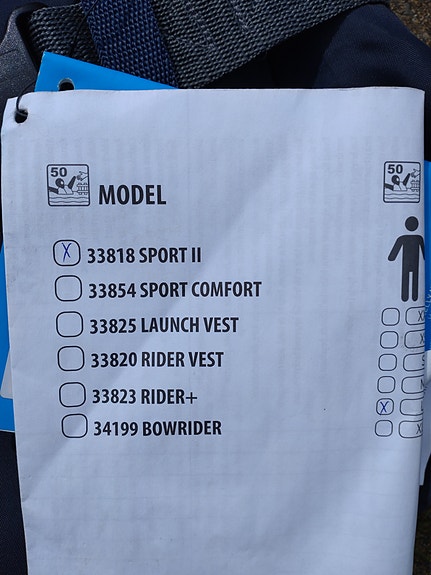 50 MODEL
X 33818 SPORT II
33854 SPORT COMFORT
33825 LAUNCH VEST
33820 RIDER VEST
33823 RIDER+
34199 BOWRIDER
50
X